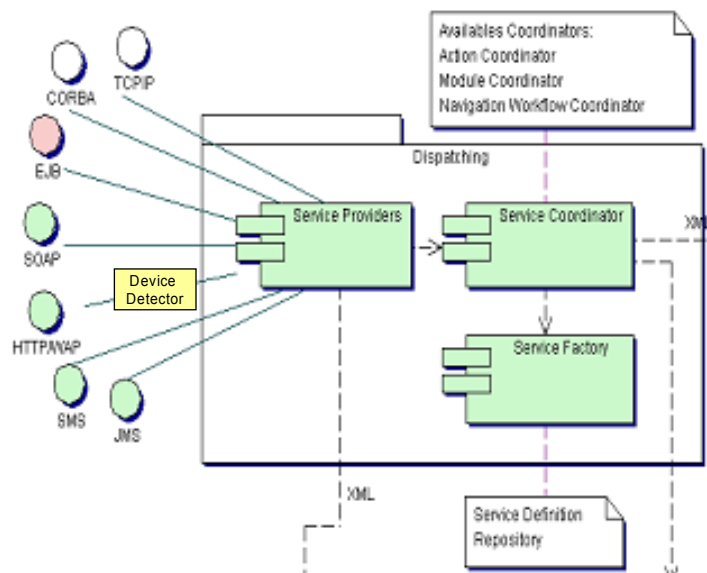 Availables Coordinators:
Action Coordinator
Module Coordinator
Navigation Workflow Coordinator
TCPIP
CORBA
Dispatching
EJB
Service Providers
Service Coordinator
XML
SOAP
Device
Detector
HTTP/WAP
Service Factory
SMS
JMS
XML
Service Definition
Repository